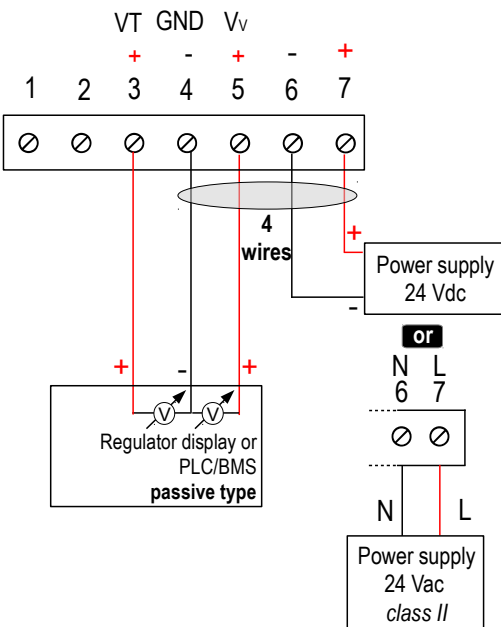 VT GND Vv
+ - + - +
1 2 3 4 5 6 7
4
wires
+
Power supply
24 Vdc
-
or
N L
6 7
+ - +
V V
Regulator display or
PLC/BMS
passive type
N L
Power supply
24 Vac
class II